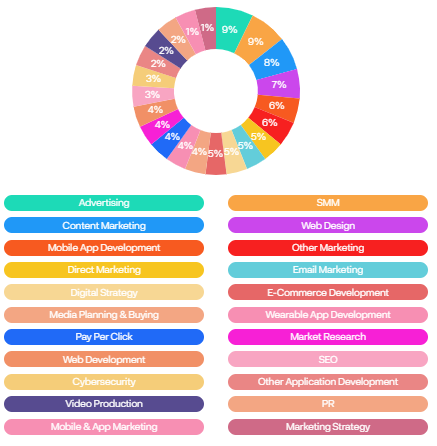 9%
9%
8%
7%
6%
6%
5%
5%
5%
5%
4%
4%
4%
4%
4%
3%
3%
2%
2%
2%
1%
1%
Advertising
SMM
Content Marketing
Web Design
Mobile App Development
Other Marketing
Direct Marketing
Email Marketing
Digital Strategy
E-Commerce Development
Media Planning & Buying
Wearable App Development
Pay Per Click
Market Research
Web Development
SEO
Cybersecurity
Other Application Development
Video Production
PR
Mobile & App Marketing
Marketing Strategy